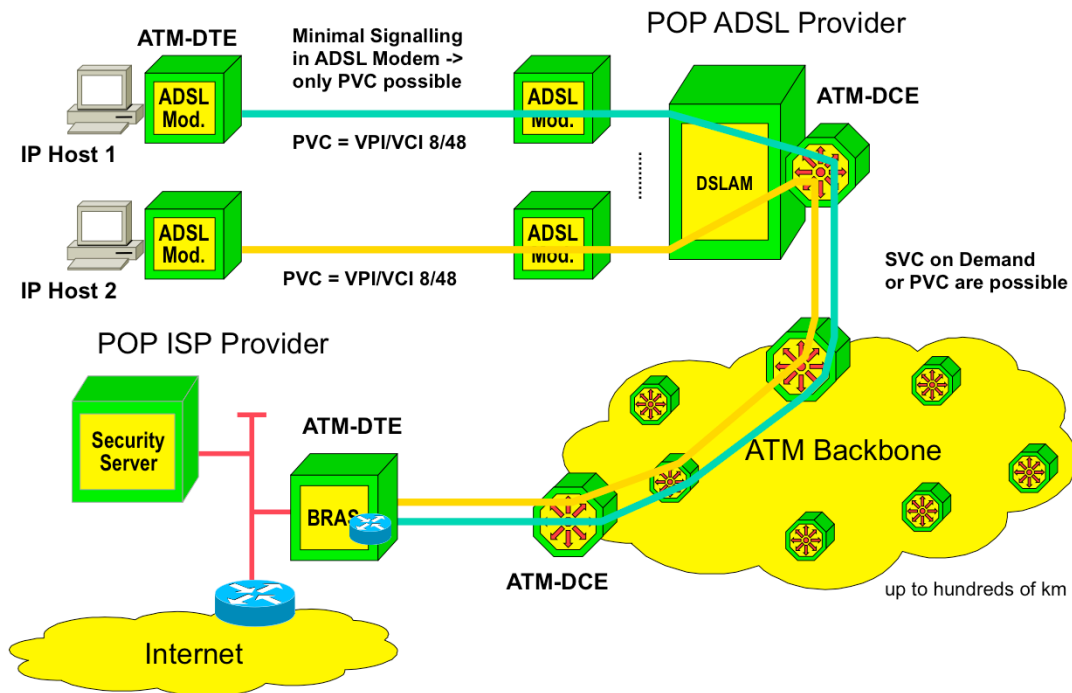 POP ADSL Provider
ATM-DTE
Minimal Signalling
in ADSL Modem ->
only PVC possible
ATM-DCE
ADSL
Mod.
ADSL
Mod.
IP Host 1
PVC = VPI/VCI 8/48
DSLAM
ADSL
Mod.
ADSL
Mod.
IP Host 2
PVC = VPI/VCI 8/48
SVC on Demand
or PVC are possible
POP ISP Provider
Security
Server
ATM-DTE
BRAS
ATM Backbone
ATM-DCE
up to hundreds of km
Internet